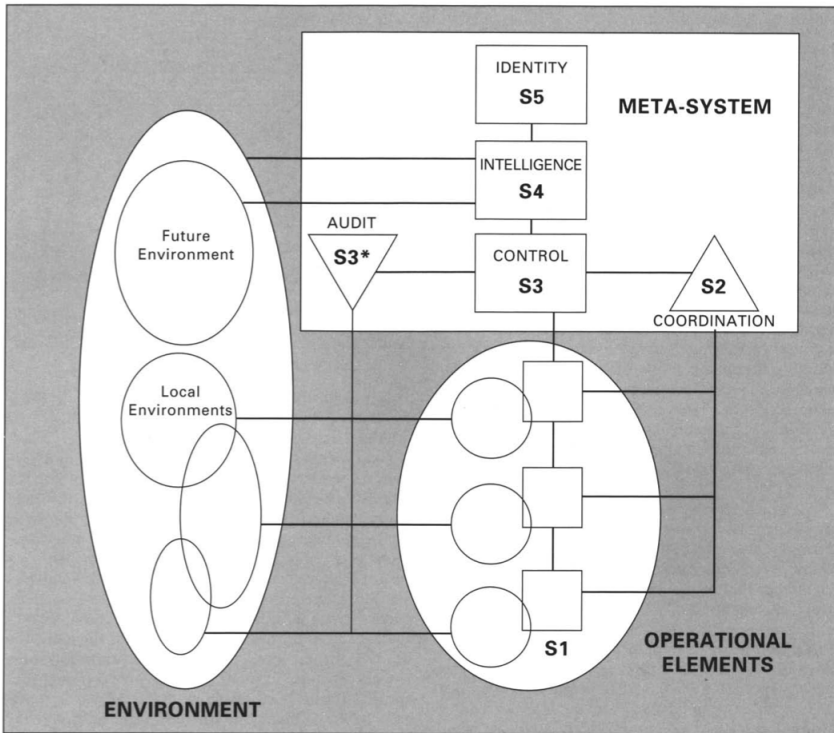 IDENTITY
S5
META-SYSTEM
INTELLIGENCE
S4
AUDIT
S3*
CONTROL
S3
S2
COORDINATION
Future
Environment
Local
Environments
S1
OPERATIONAL
ELEMENTS
ENVIRONMENT